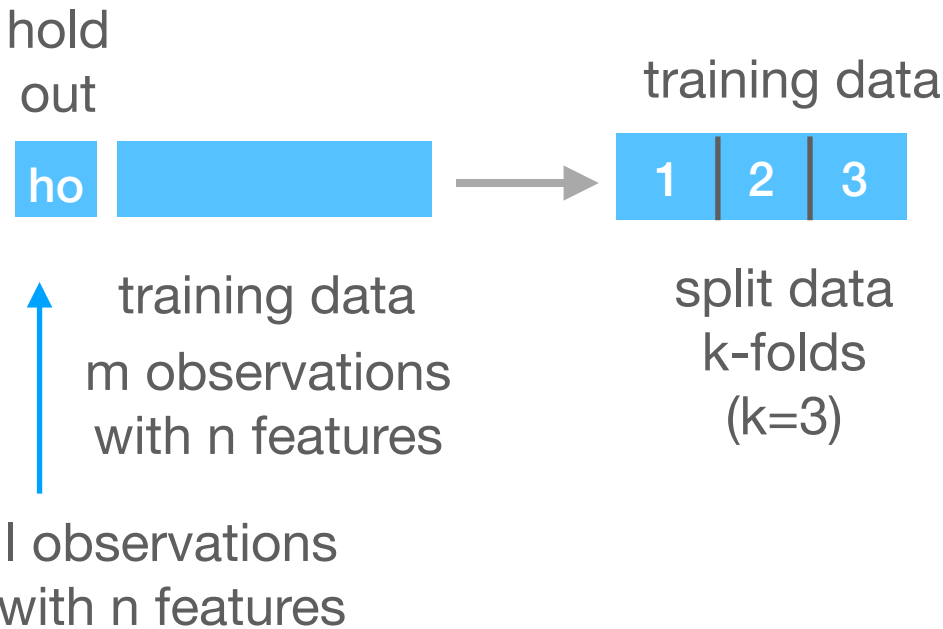 hold
out
ho
training data
m observations
with n features
l observations
with n features
training data
1 2 3
split data
k-folds
(k=3)